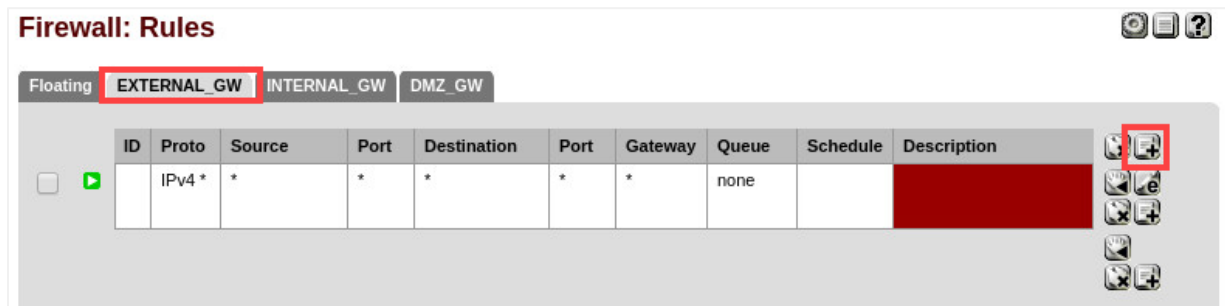 Firewall: Rules
Floating EXTERNAL_GW INTERNAL_GW DMZ_GW
ID Proto Source Port Destination Port Gateway Queue Schedule Description
IPv4 * * * * * * none